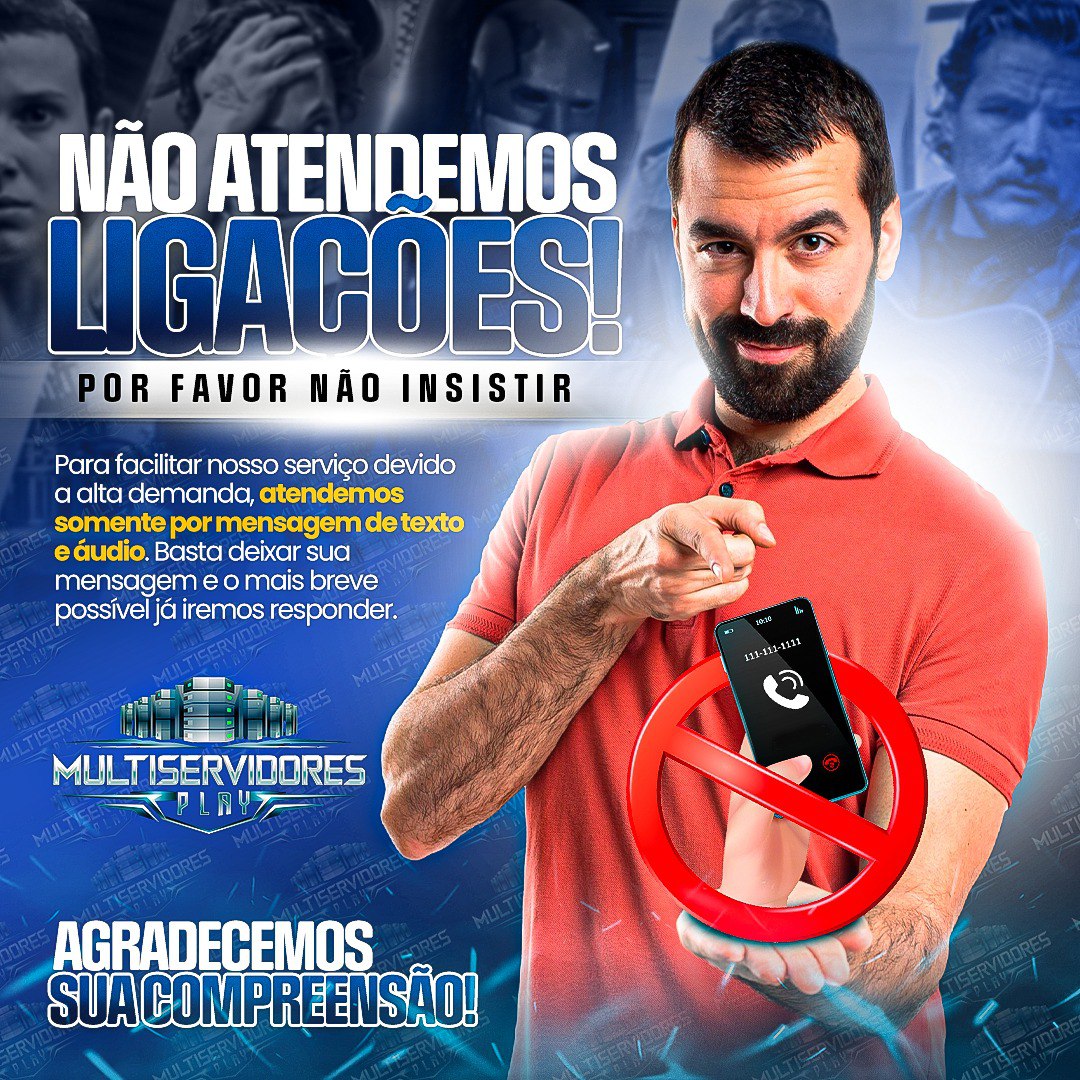 NÃO ATENDEMOS
LIGAÇÕES!
POR FAVOR NÃO INSISTIR
Para facilitar nosso serviço devido
a alta demanda, atendemos
somente por mensagem de texto
e áudio. Basta deixar sua
mensagem e o mais breve
possível já iremos responder.
10:10
111-111-1111
MULTISERVIDORES
PLAY
AGRADECEMOS
SUA COMPREENSÃO!